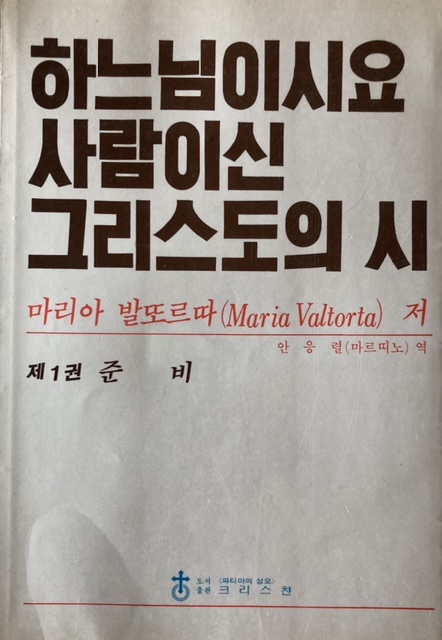 하느님이시요
사람이신
그리스도의 시
마리아 발또르따(Maria Valtorta) 저
안 응 렬(마르띠노) 역
제1권 준 비
도서 출판 (파티마의 성모) 크리스챤